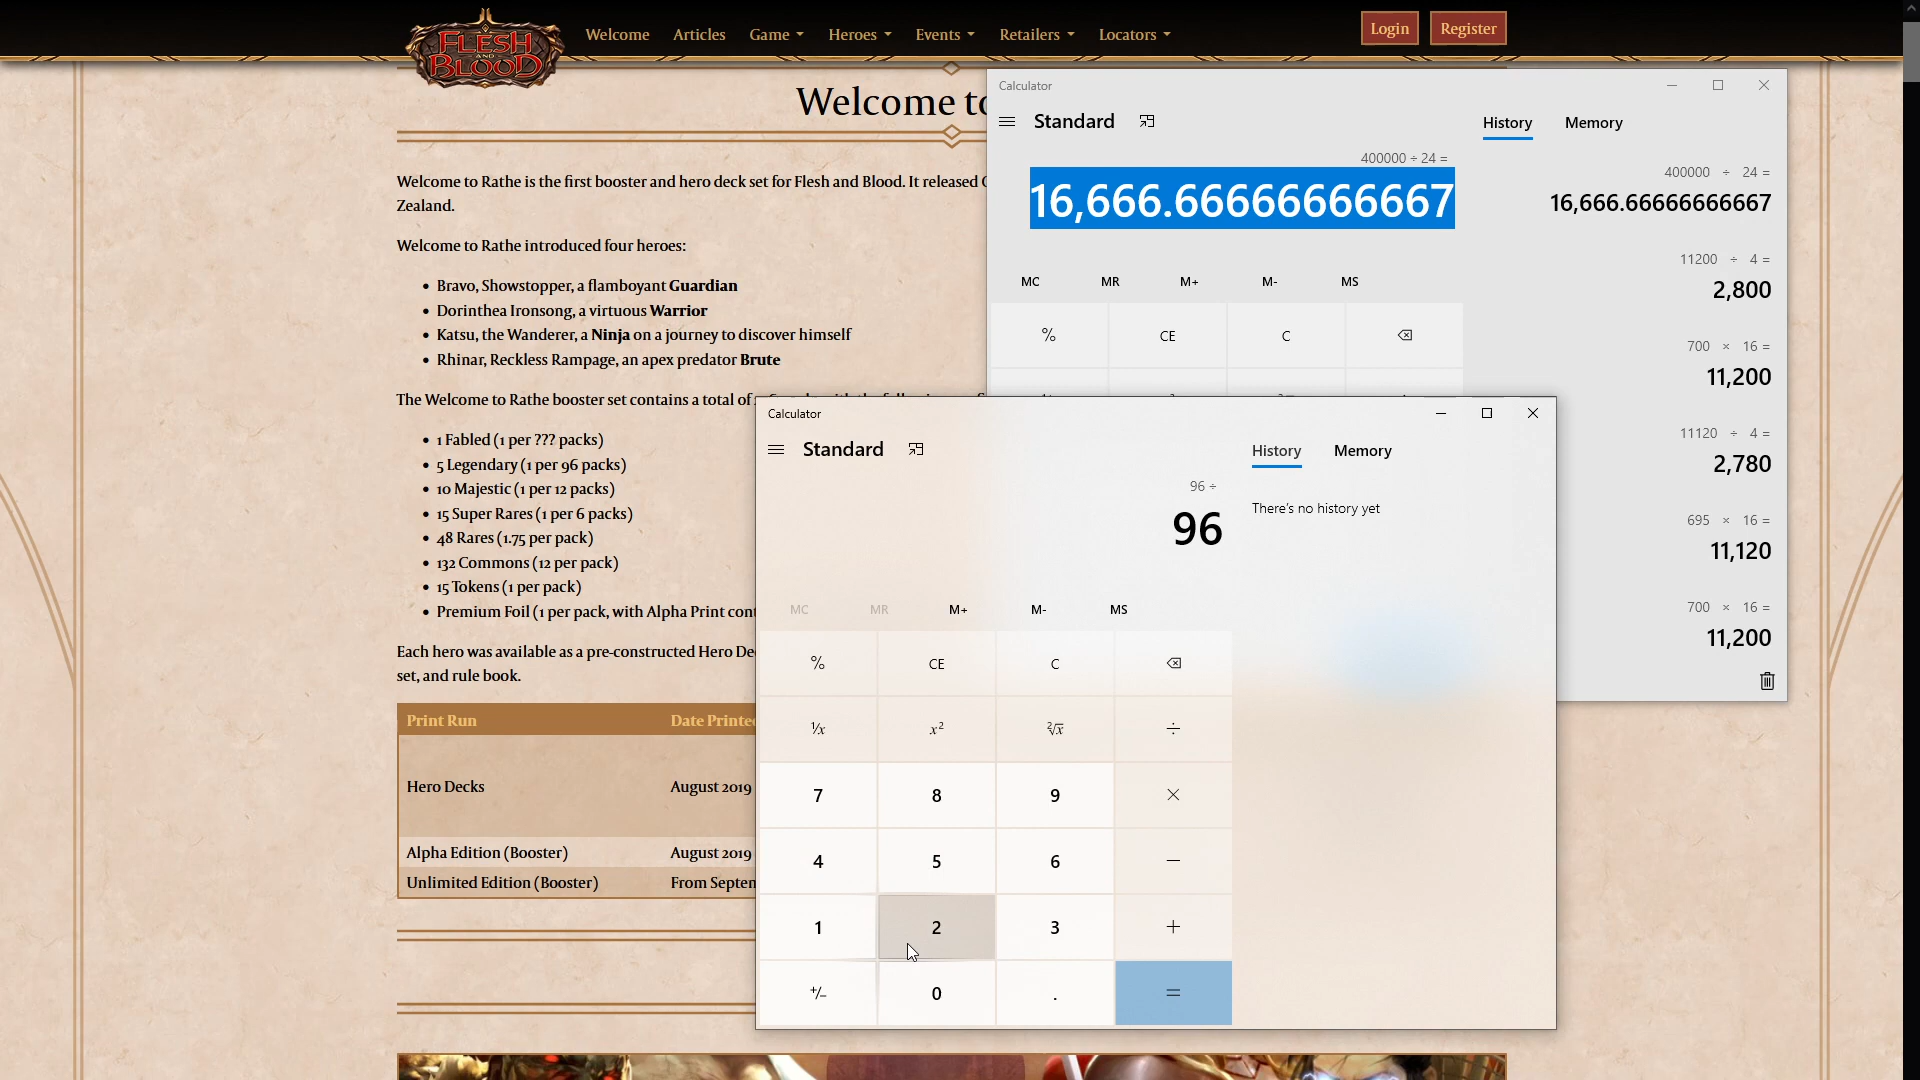 FLESH
AND
BLOOD
Welcome Articles Game Heroes Events Retailers Locators
Login Register
Welcome to
Welcome to Rathe is the first booster and hero deck set for Flesh and Blood. It released
Zealand.
Welcome to Rathe introduced four heroes:
• Bravo, Showstopper, a flamboyant Guardian
• Dorinthea Ironsong, a virtuous Warrior
• Katsu, the Wanderer, a Ninja on a journey to discover himself
• Rhinar, Reckless Rampage, an apex predator Brute
The Welcome to Rathe booster set contains a total of
• 1 Fabled (1 per ??? packs)
• 5 Legendary (1 per 96 packs)
• 10 Majestic (1 per 12 packs)
• 15 Super Rares (1 per 6 packs)
• 48 Rares (1.75 per pack)
• 132 Commons (12 per pack)
• 15 Tokens (1 per pack)
• Premium Foil (1 per pack, with Alpha Print cont
Each hero was available as a pre-constructed Hero De
set, and rule book.
Print Run Date Printed
Hero Decks August 2019
Alpha Edition (Booster) August 2019
Unlimited Edition (Booster) From Septem
Calculator
Standard
400000 ÷ 24 =
16,666.66666666667
MC MR M+ M- MS
% CE C
History Memory
400000 ÷ 24 =
16,666.66666666667
11200 ÷ 4 =
2,800
700 × 16 =
11,200
11120 ÷ 4 =
2,780
695 × 16 =
11,120
700 × 16 =
11,200
Calculator
Standard
96 ÷
96
History Memory
There's no history yet
MC MR M+ M- MS
% CE C
¹/x x² ²√x ÷
7 8 9 ×
4 5 6 −
1 2 3 +
+/− 0 . =